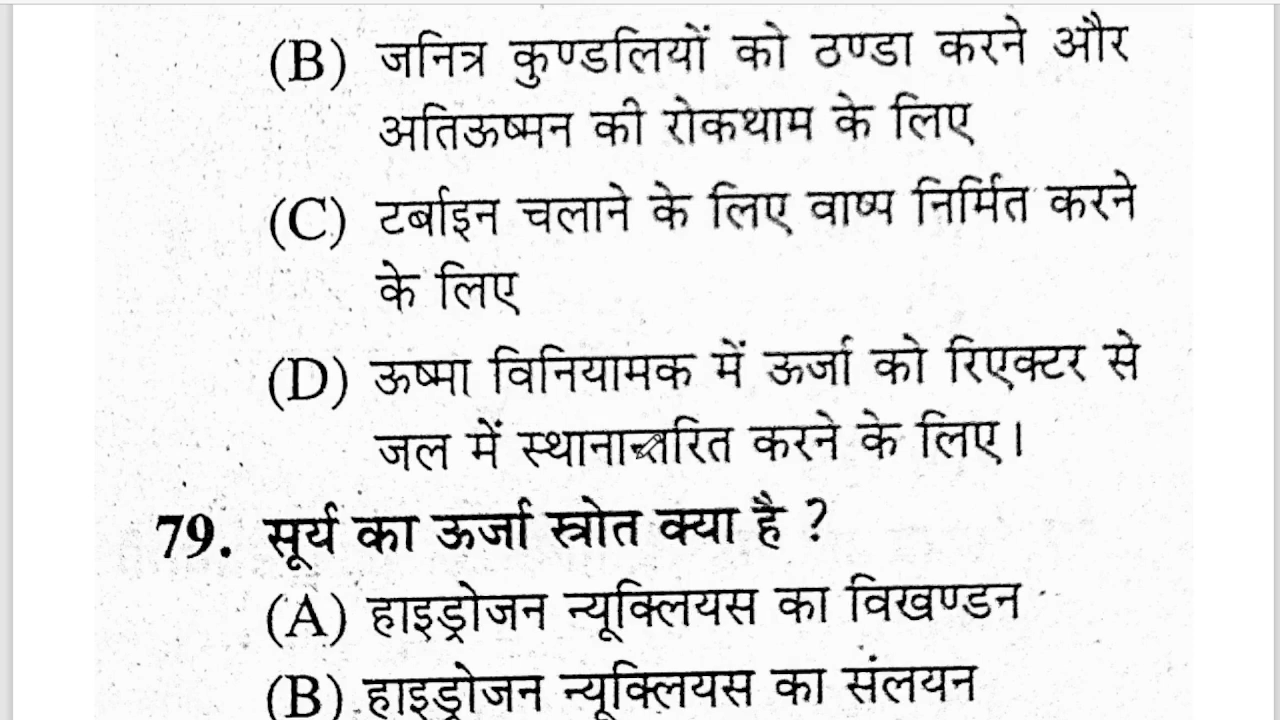 (B) जनित्र कुण्डलियों को ठण्डा करने और
अतिऊष्मन की रोकथाम के लिए
(C) टर्बाइन चलाने के लिए वाष्प निर्मित करने
के लिए
(D) ऊष्मा विनियामक में ऊर्जा को रिएक्टर से
जल में स्थानान्तरित करने के लिए।
79. सूर्य का ऊर्जा स्त्रोत क्या है ?
(A) हाइड्रोजन न्यूक्लियस का विखण्डन
(B) हाइड्रोजन न्यूक्लियस का संलयन